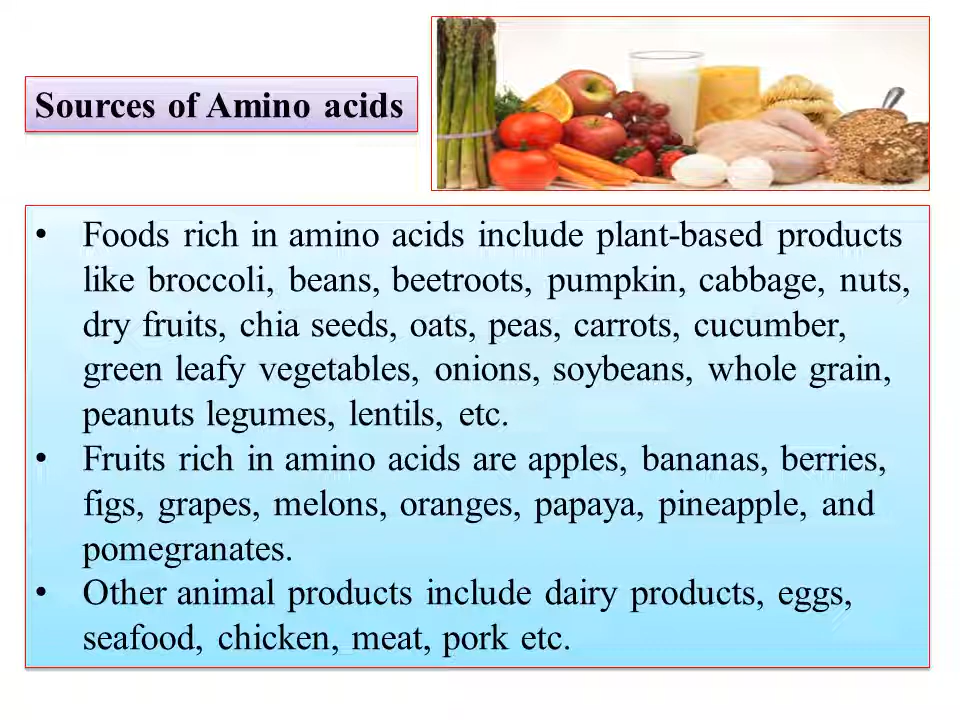 Sources of Amino acids
• Foods rich in amino acids include plant-based products
like broccoli, beans, beetroots, pumpkin, cabbage, nuts,
dry fruits, chia seeds, oats, peas, carrots, cucumber,
green leafy vegetables, onions, soybeans, whole grain,
peanuts legumes, lentils, etc.
• Fruits rich in amino acids are apples, bananas, berries,
figs, grapes, melons, oranges, papaya, pineapple, and
pomegranates.
• Other animal products include dairy products, eggs,
seafood, chicken, meat, pork etc.